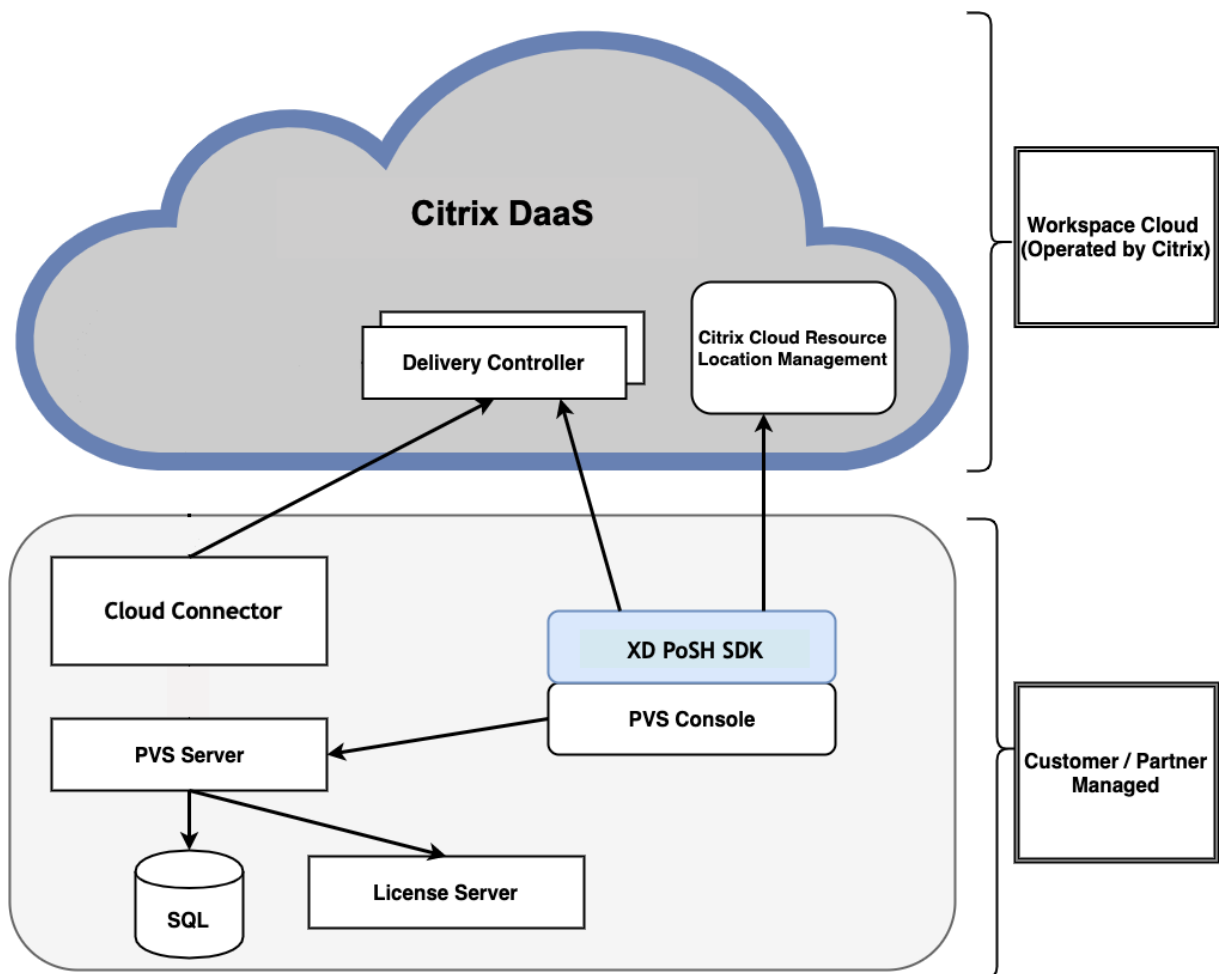 Citrix DaaS
Workspace Cloud
(Operated by Citrix)
Citrix Cloud Resource
Location Management
Delivery Controller
Cloud Connector
XD PoSH SDK
PVS Console
PVS Server
Customer / Partner
Managed
License Server
SQL